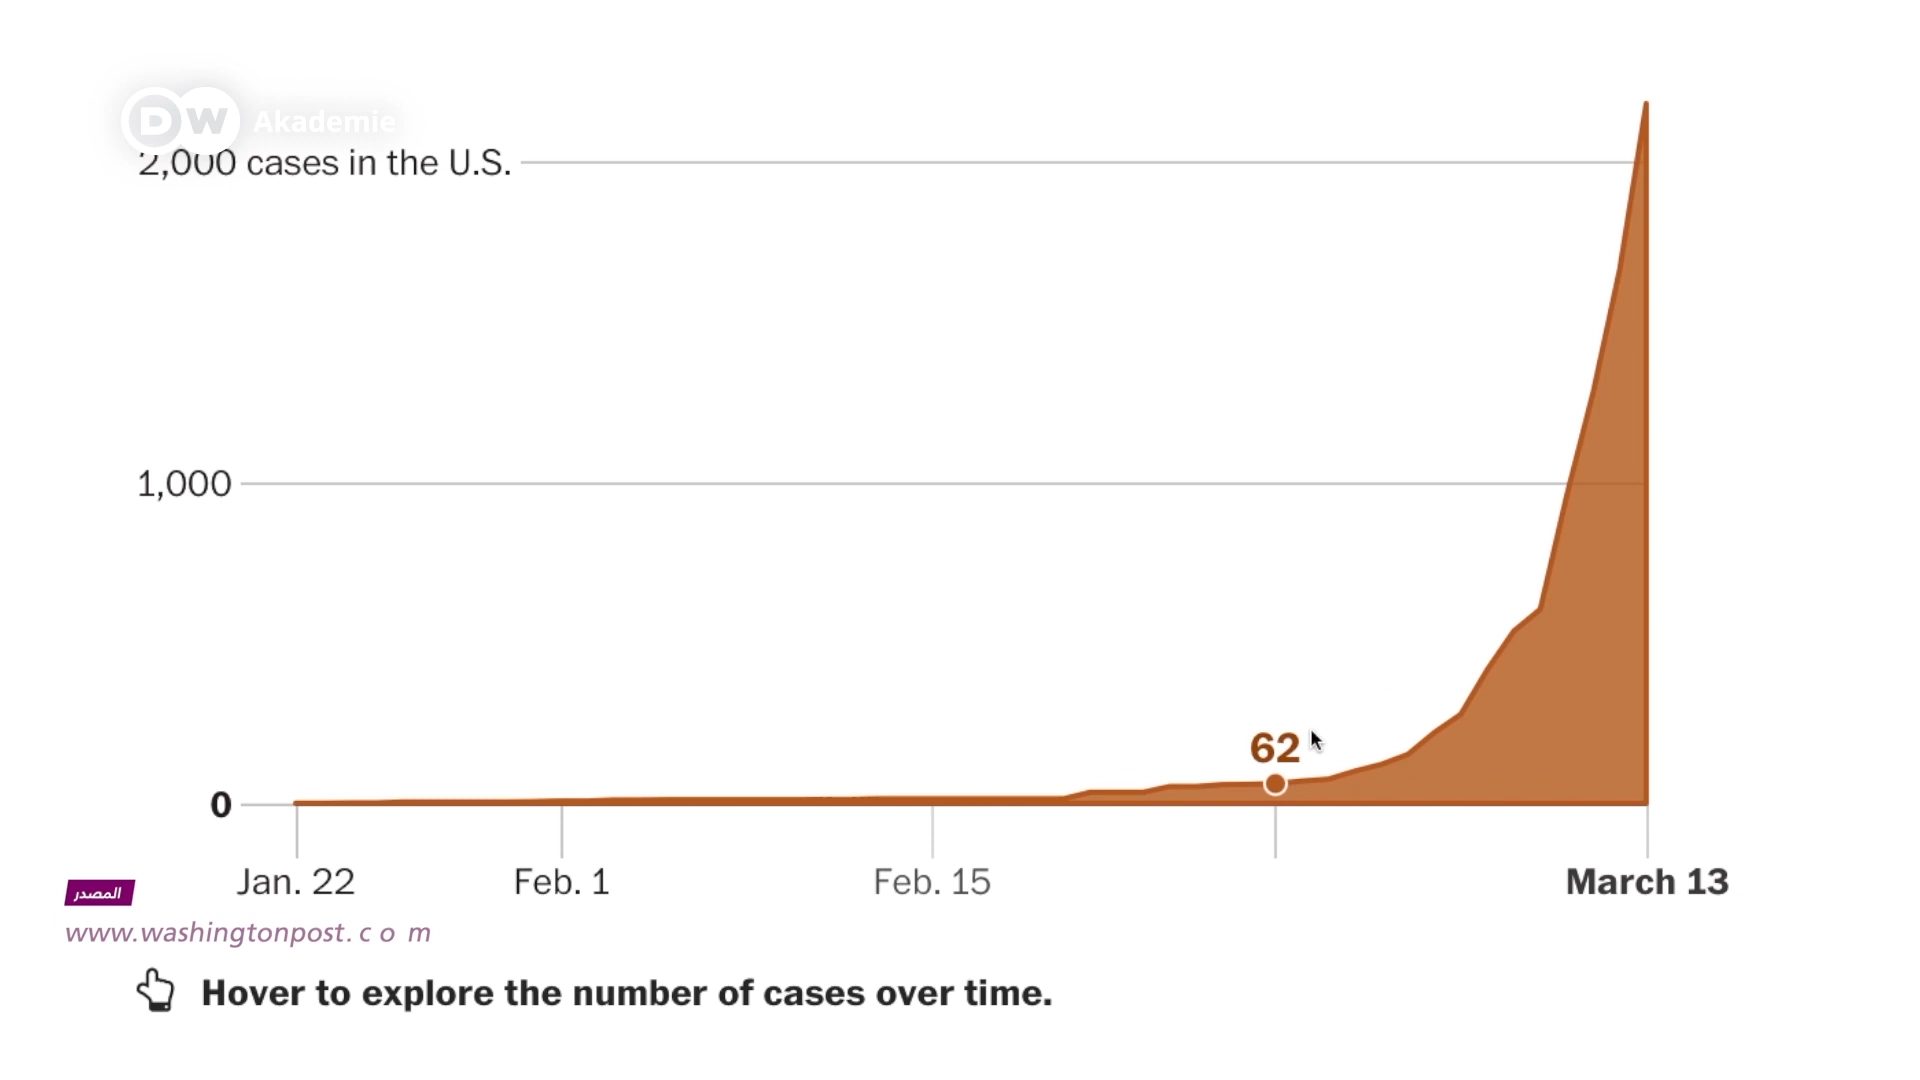 DW Akademie
2,000 cases in the U.S.
1,000
62
0
Jan. 22
Feb. 1
Feb. 15
March 13
المصدر
www.washingtonpost.com
Hover to explore the number of cases over time.